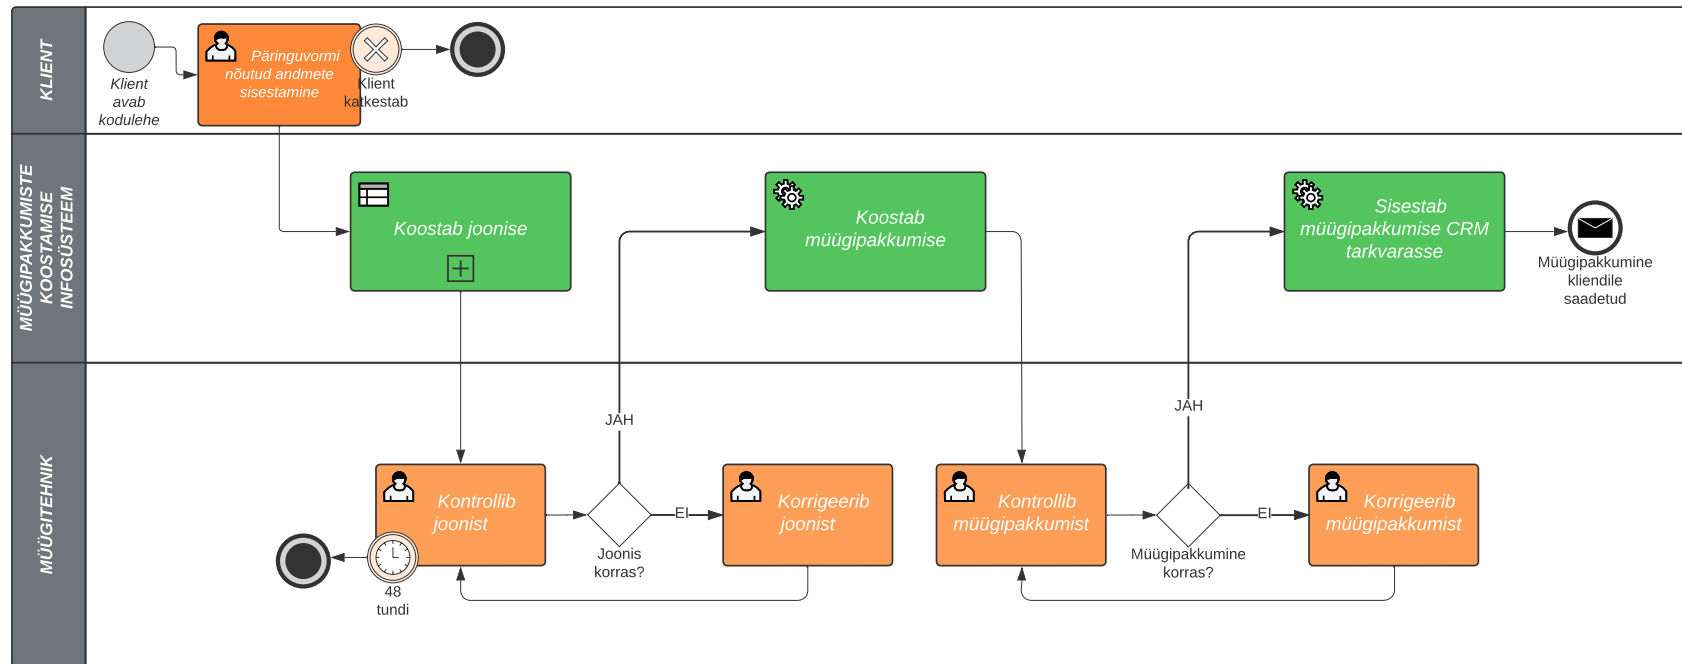 KLIENT
Klient
avab
kodulehe
Päringuvormi
nõutud andmete
sisestamine
Klient
katkestab
MÜÜGIPAKKUMISTE
KOOSTAMISE
INFOSÜSTEEM
Koostab joonise
Koostab
müügipakkumise
Sisestab
müügipakkumise CRM
tarkvarasse
Müügipakkumine
kliendile
saadetud
MÜÜGITEHNIK
JAH
JAH
Kontrollib
joonist
48
tundi
Joonis
korras?
EI
Korrigeerib
joonist
Kontrollib
müügipakkumist
Müügipakkumine
korras?
EI
Korrigeerib
müügipakkumist